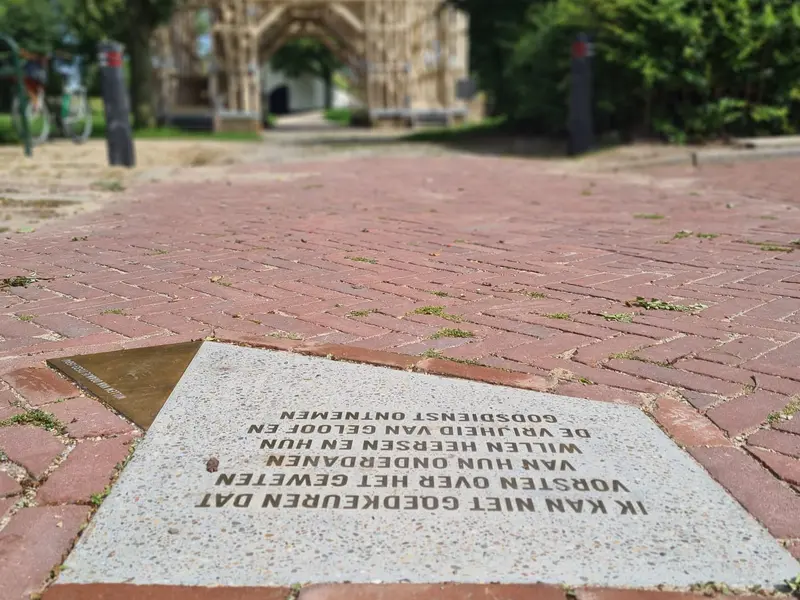 IK KAN NIET GOEDKEUREN DAT
VORSTEN OVER HET GEWETEN
VAN HUN ONDERDANEN
WILLEN HEERSEN EN HUN
DE VRIJHEID VAN GELOOF EN
GODSDIENST ONTNEMEN